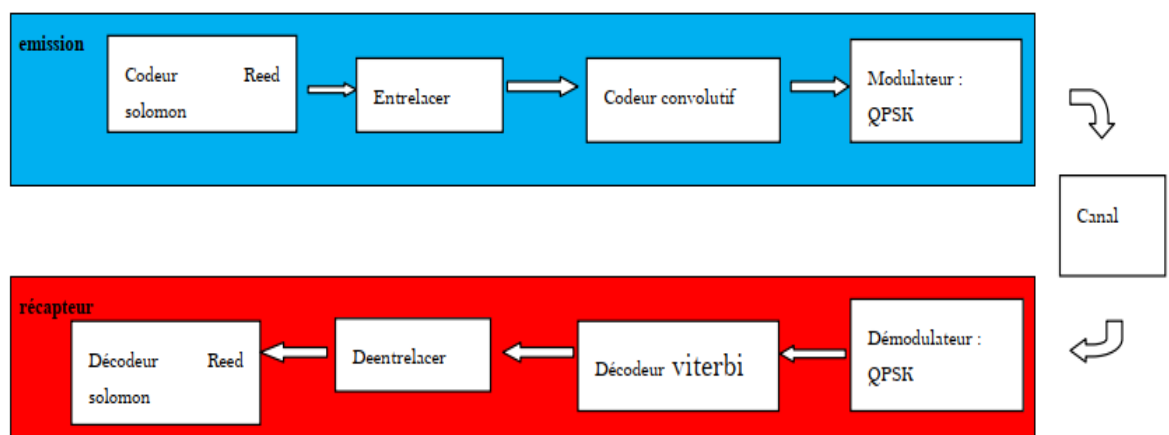 emission
Codeur Reed
solomon
Entrelacer
Codeur convolutif
Modulateur :
QPSK
Canal
récapteur
Décodeur Reed
solomon
Deentrelacer
Décodeur viterbi
Démodulateur :
QPSK